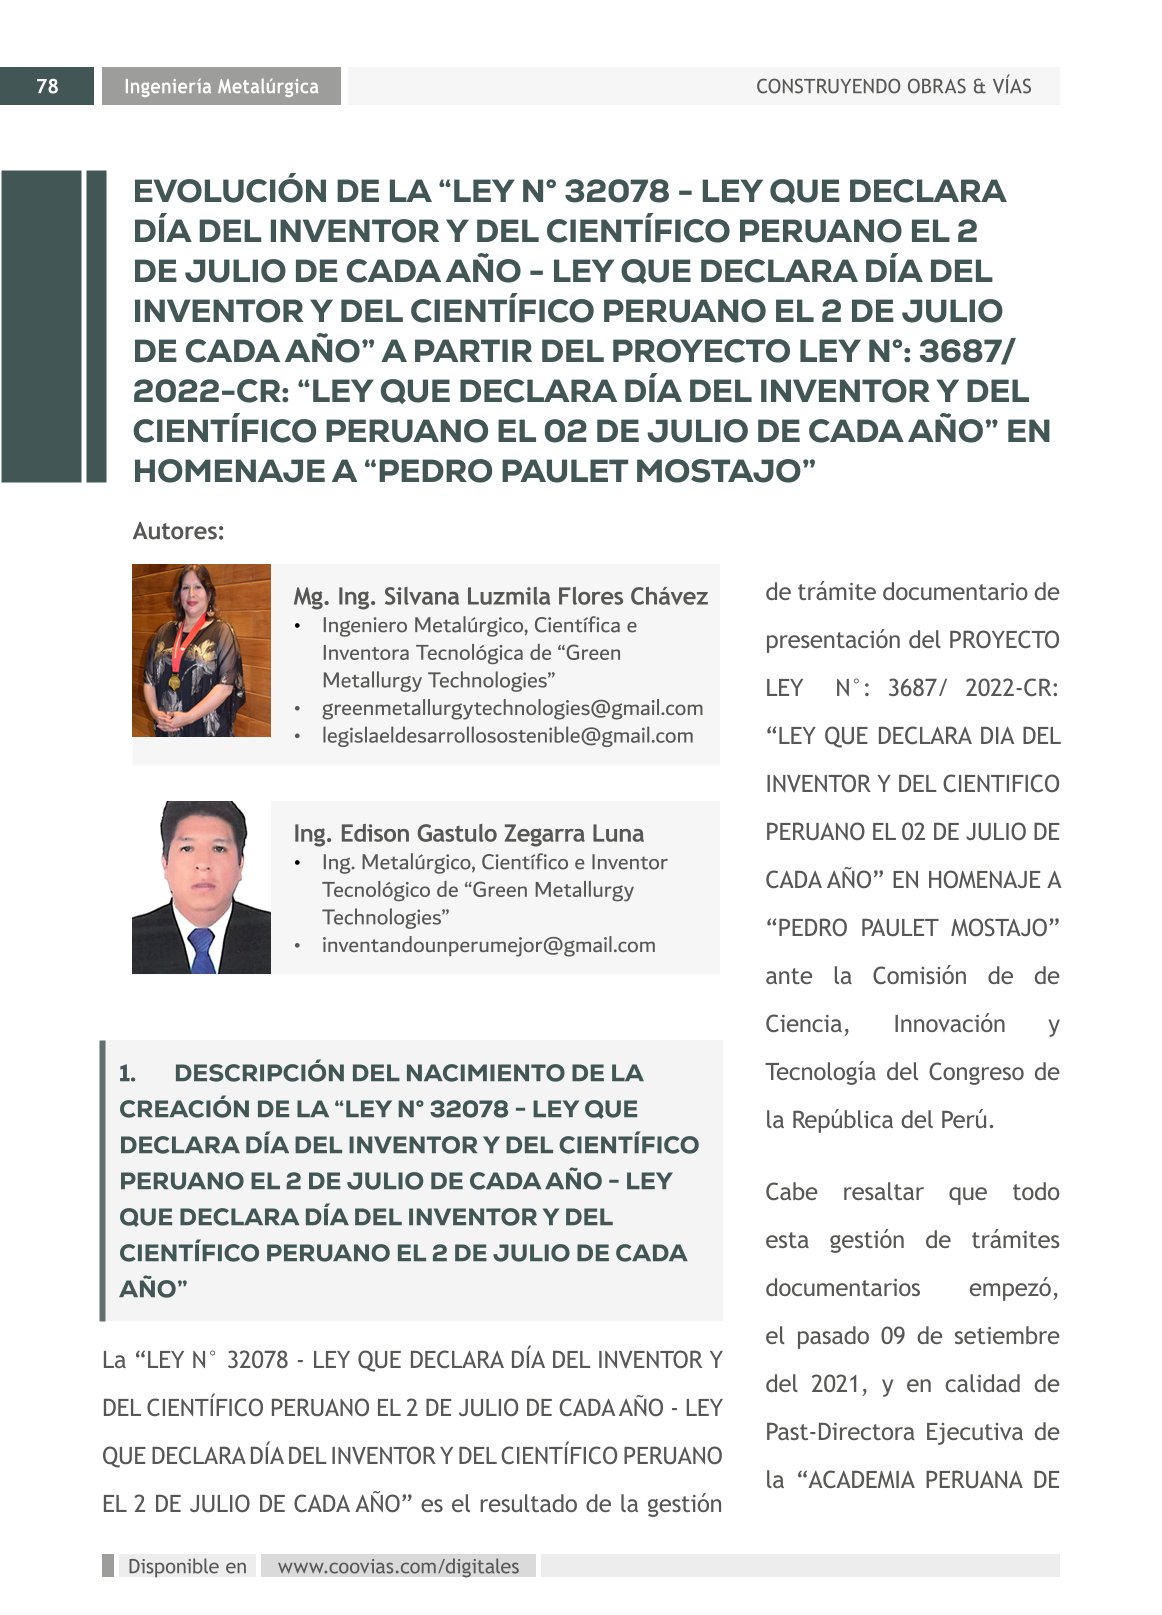 78
Ingeniería Metalúrgica
CONSTRUYENDO OBRAS & VÍAS
EVOLUCIÓN DE LA “LEY N° 32078 - LEY QUE DECLARA
DÍA DEL INVENTOR Y DEL CIENTÍFICO PERUANO EL 2
DE JULIO DE CADA AÑO - LEY QUE DECLARA DÍA DEL
INVENTOR Y DEL CIENTÍFICO PERUANO EL 2 DE JULIO
DE CADA AÑO” A PARTIR DEL PROYECTO LEY N°: 3687/
2022-CR: “LEY QUE DECLARA DÍA DEL INVENTOR Y DEL
CIENTÍFICO PERUANO EL 02 DE JULIO DE CADA AÑO” EN
HOMENAJE A “PEDRO PAULET MOSTAJO”
Autores:
Mg. Ing. Silvana Luzmila Flores Chávez
• Ingeniero Metalúrgico, Científica e
Inventora Tecnológica de “Green
Metallurgy Technologies”
• greenmetallurgytechnologies@gmail.com
• legislaeldesarrollosostenible@gmail.com
Ing. Edison Gastulo Zegarra Luna
• Ing. Metalúrgico, Científico e Inventor
Tecnológico de “Green Metallurgy
Technologies”
• inventandounperumejor@gmail.com
1. DESCRIPCIÓN DEL NACIMIENTO DE LA
CREACIÓN DE LA “LEY N° 32078 - LEY QUE
DECLARA DÍA DEL INVENTOR Y DEL CIENTÍFICO
PERUANO EL 2 DE JULIO DE CADA AÑO - LEY
QUE DECLARA DÍA DEL INVENTOR Y DEL
CIENTÍFICO PERUANO EL 2 DE JULIO DE CADA
AÑO”
La “LEY N° 32078 - LEY QUE DECLARA DÍA DEL INVENTOR Y
DEL CIENTÍFICO PERUANO EL 2 DE JULIO DE CADA AÑO - LEY
QUE DECLARA DÍA DEL INVENTOR Y DEL CIENTÍFICO PERUANO
EL 2 DE JULIO DE CADA AÑO” es el resultado de la gestión
de trámite documentario de
presentación del PROYECTO
LEY N°: 3687/ 2022-CR:
“LEY QUE DECLARA DIA DEL
INVENTOR Y DEL CIENTIFICO
PERUANO EL 02 DE JULIO DE
CADA AÑO” EN HOMENAJE A
“PEDRO PAULET MOSTAJO”
ante la Comisión de de
Ciencia, Innovación y
Tecnología del Congreso de
la República del Perú.
Cabe resaltar que todo
esta gestión de trámites
documentarios empezó,
el pasado 09 de setiembre
del 2021, y en calidad de
Past-Directora Ejecutiva de
la “ACADEMIA PERUANA DE
Disponible en
www.coovias.com/digitales